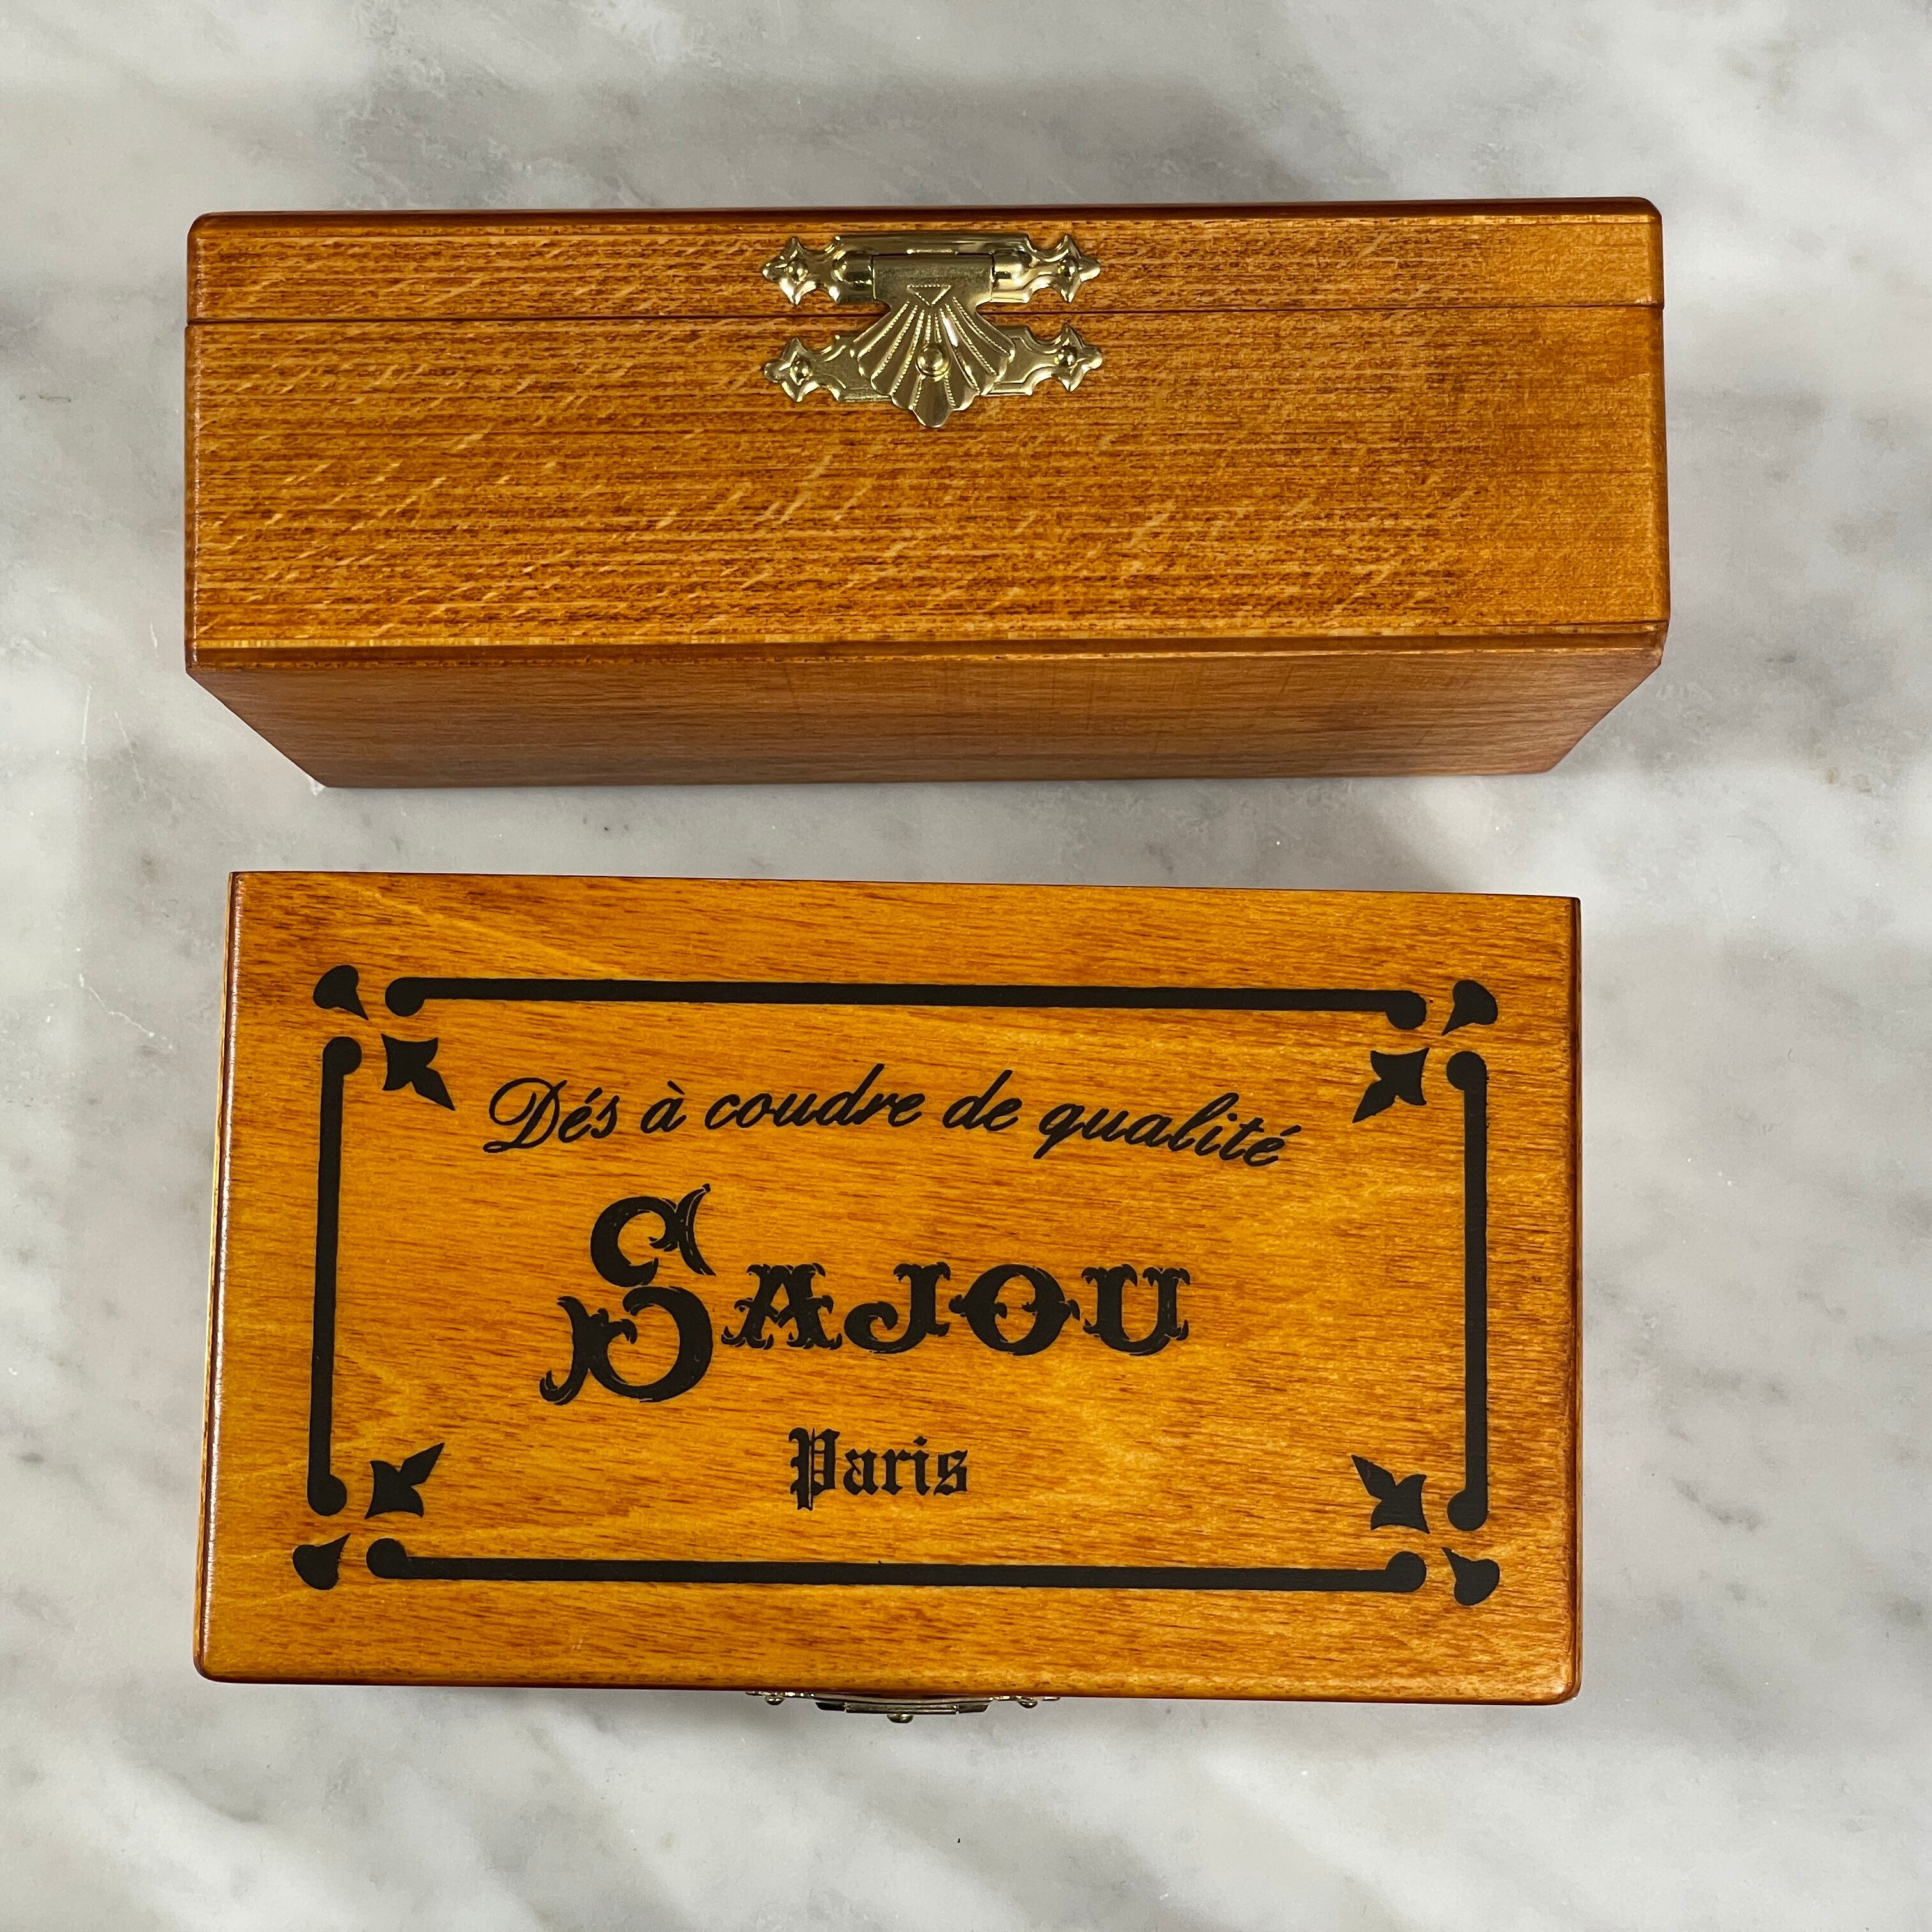 Dés à coudre de qualité
SAJOU
Paris